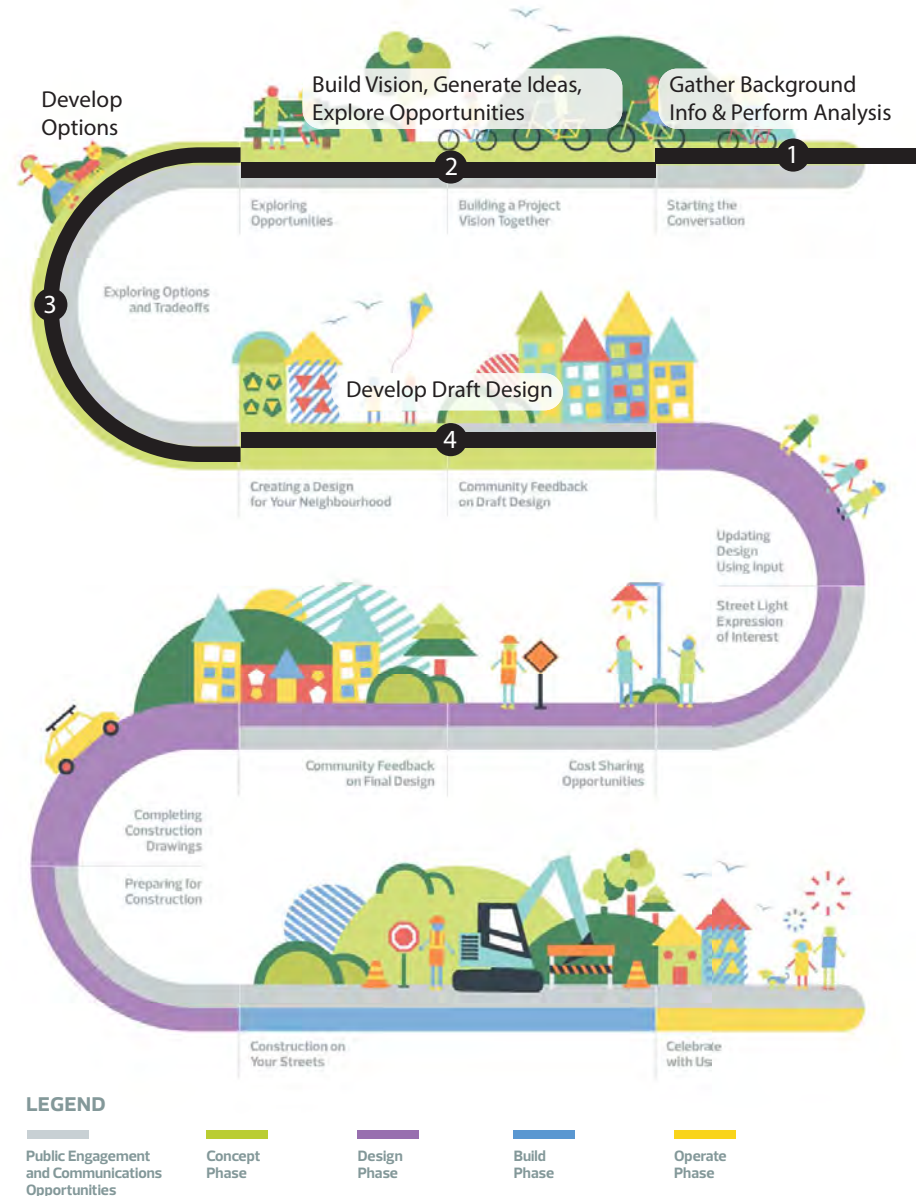 Develop
Options
Build Vision, Generate Ideas,
Explore Opportunities
Gather Background
Info & Perform Analysis
1
2
Exploring
Opportunities
Building a Project
Vision Together
Starting the
Conversation
3
Exploring Options
and Tradeoffs
Develop Draft Design
4
Creating a Design
for Your Neighbourhood
Community Feedback
on Draft Design
Updating
Design
Using Input
Street Light
Expression
of Interest
Community Feedback
on Final Design
Cost Sharing
Opportunities
Completing
Construction
Drawings
Preparing for
Construction
Construction on
Your Streets
Celebrate
with Us
LEGEND
Public Engagement
and Communications
Opportunities
Concept
Phase
Design
Phase
Build
Phase
Operate
Phase